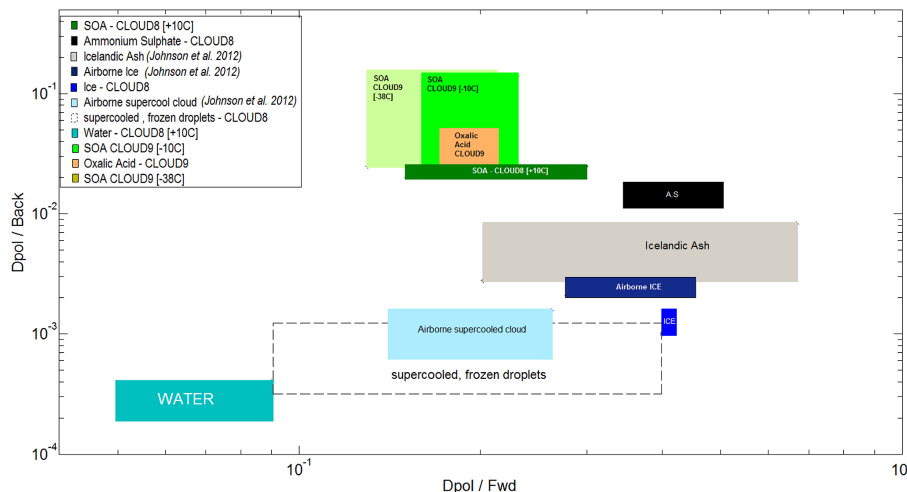 SOA - CLOUD8 [+10C]
Ammonium Sulphate - CLOUD8
Icelandic Ash (Johnson et al. 2012)
Airborne Ice (Johnson et al. 2012)
Ice - CLOUD8
Airborne supercool cloud (Johnson et al. 2012)
supercooled , frozen droplets - CLOUD8
Water - CLOUD8 [+10C]
SOA CLOUD9 [-10C]
Oxalic Acid - CLOUD9
SOA CLOUD9 [-38C]
SOA
CLOUD9
[-38C]
SOA
CLOUD9 [-10C]
Oxalic
Acid
CLOUD9
SOA - CLOUD8 [+10C]
A.S
Icelandic Ash
Airborne ICE
ICE
Airborne supercooled cloud
supercooled, frozen droplets
WATER
10-1
10-2
10-3
10-4
Dpol / Back
10-1
10
Dpol / Fwd